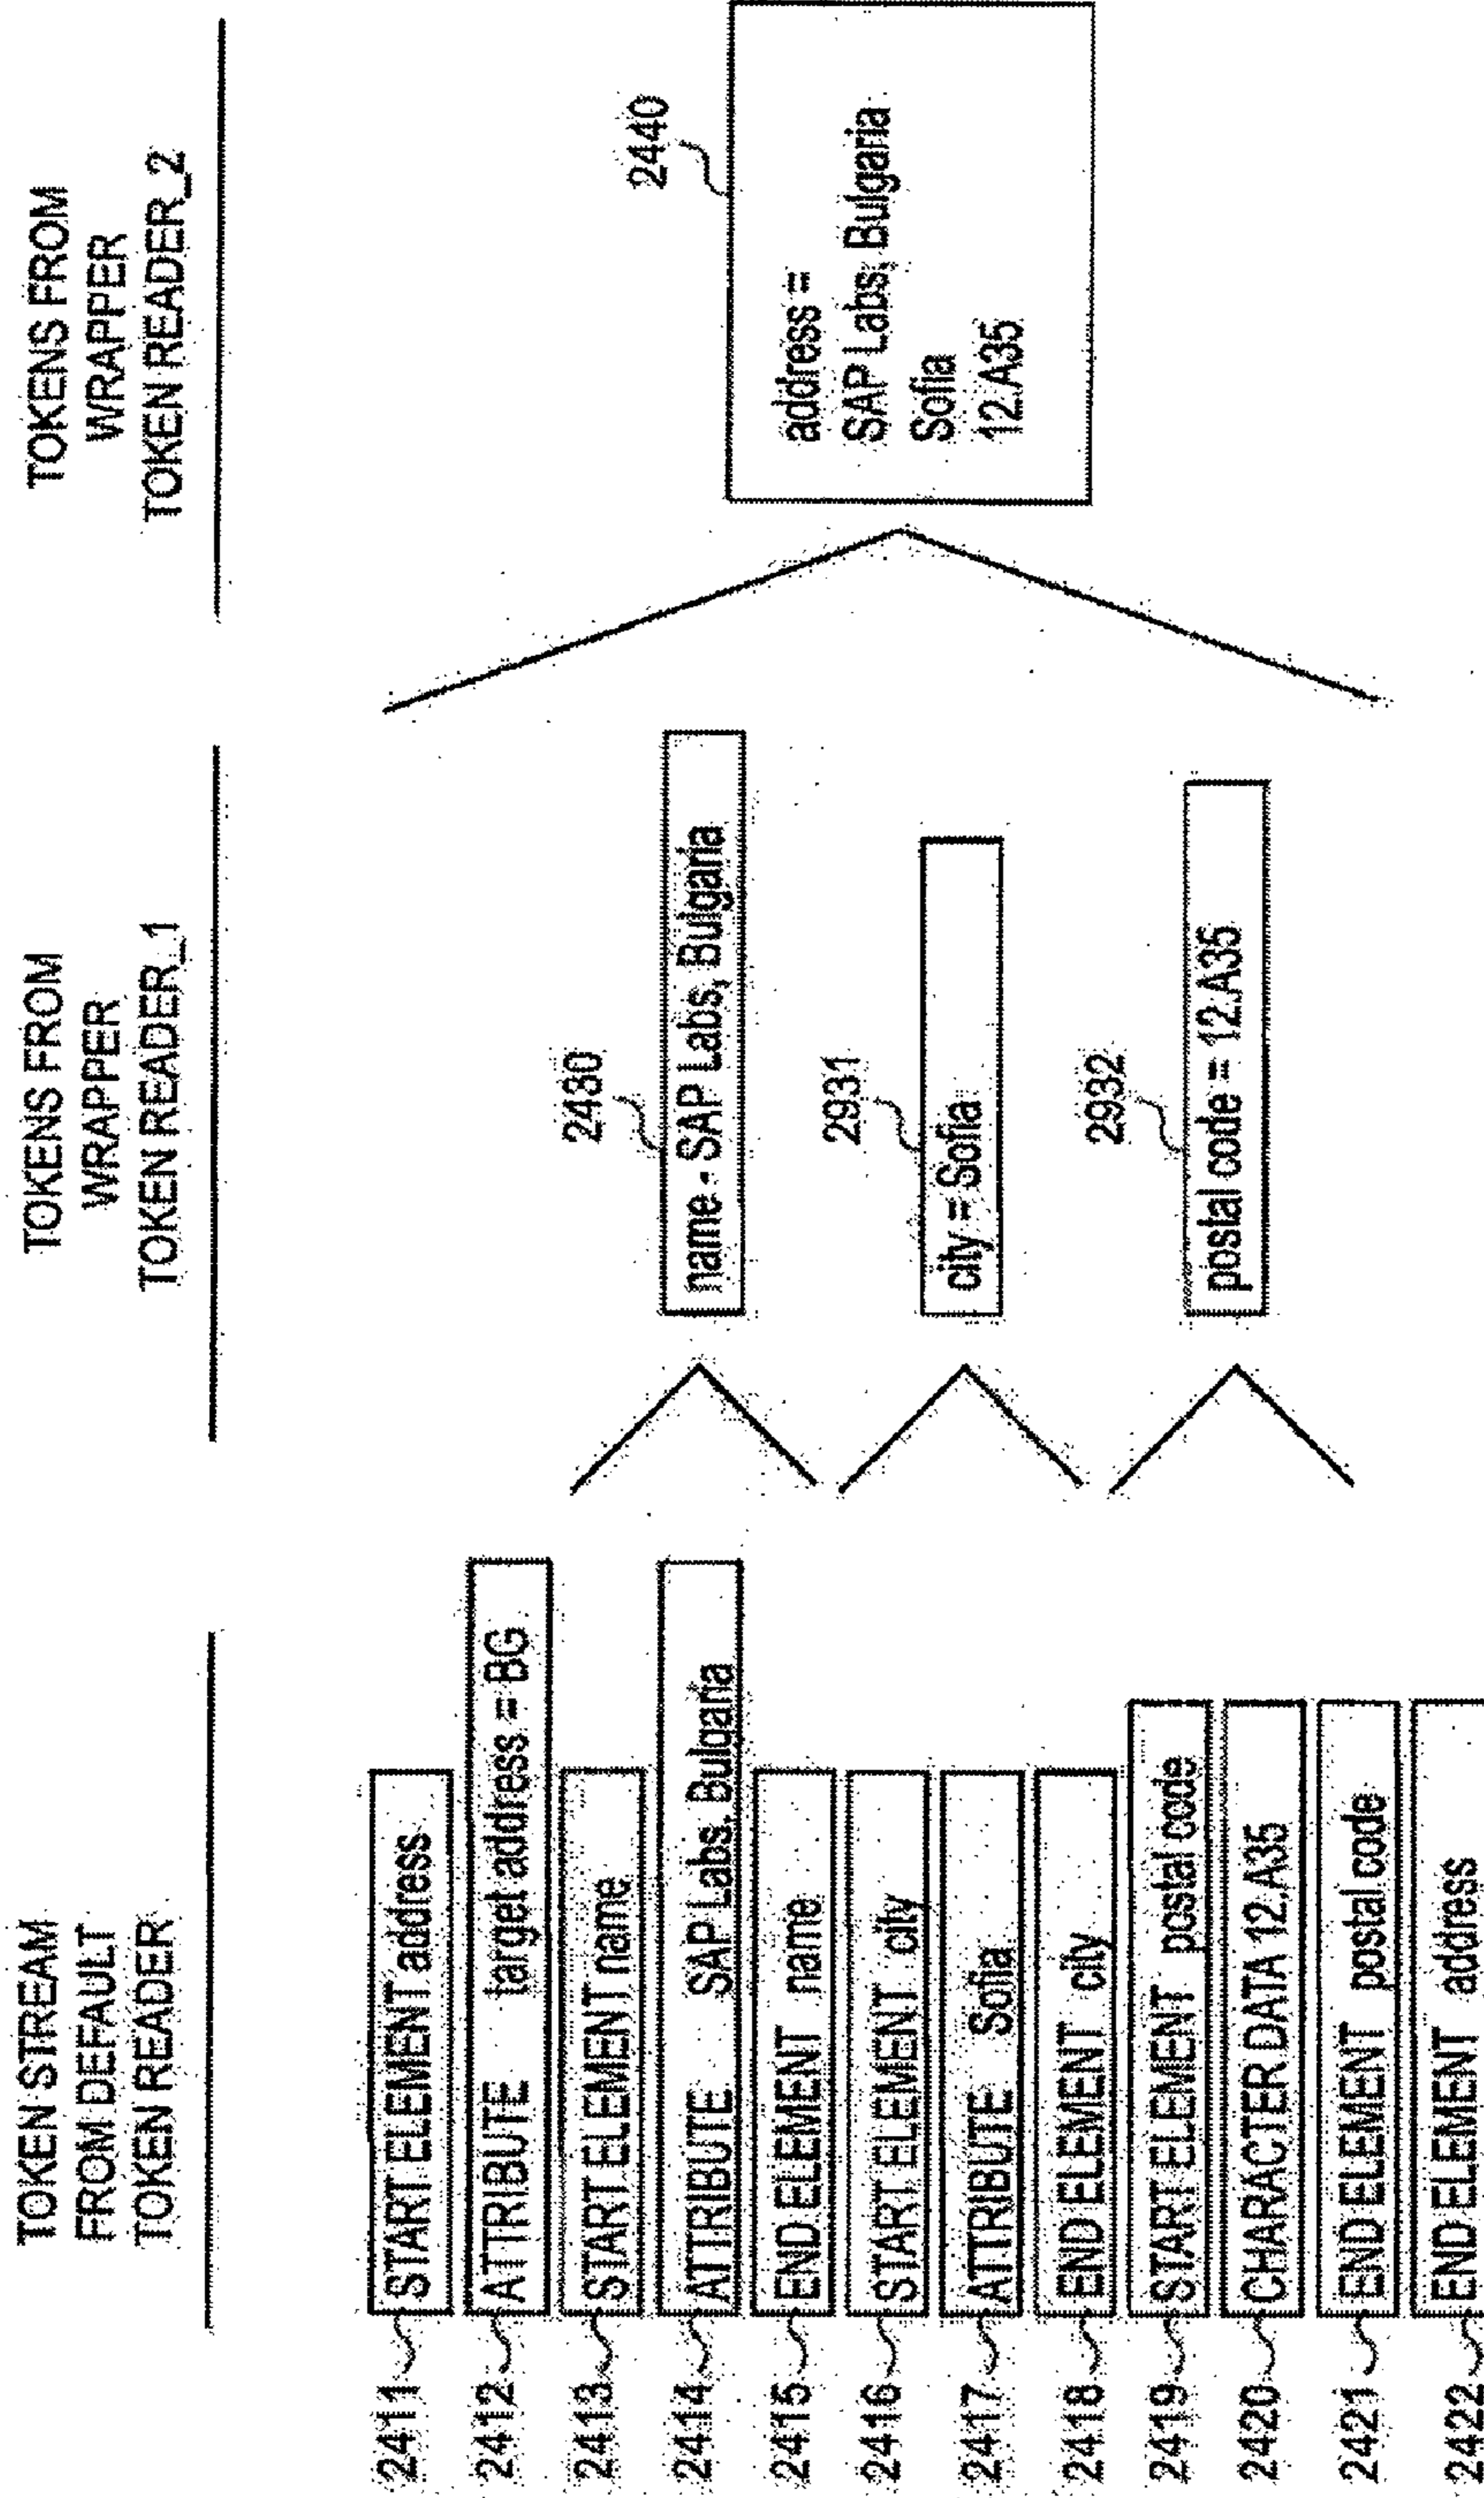 TOKEN STREAM
FROM DEFAULT
TOKEN READER
2411 START ELEMENT address
2412 ATTRIBUTE target address = BG
2413 START ELEMENT name
2414 ATTRIBUTE SAP Labs, Bulgaria
2415 END ELEMENT name
2416 START ELEMENT city
2417 ATTRIBUTE Sofia
2418 END ELEMENT city
2419 START ELEMENT postal code
2420 CHARACTER DATA 12.A35
2421 END ELEMENT postal code
2422 END ELEMENT address
TOKENS FROM
WRAPPER
TOKEN READER_1
2430
name - SAP Labs, Bulgaria
2931
city = Sofia
2932
postal code = 12.A35
TOKENS FROM
WRAPPER
TOKEN READER_2
2440
address =
SAP Labs, Bulgaria
Sofia
12.A35